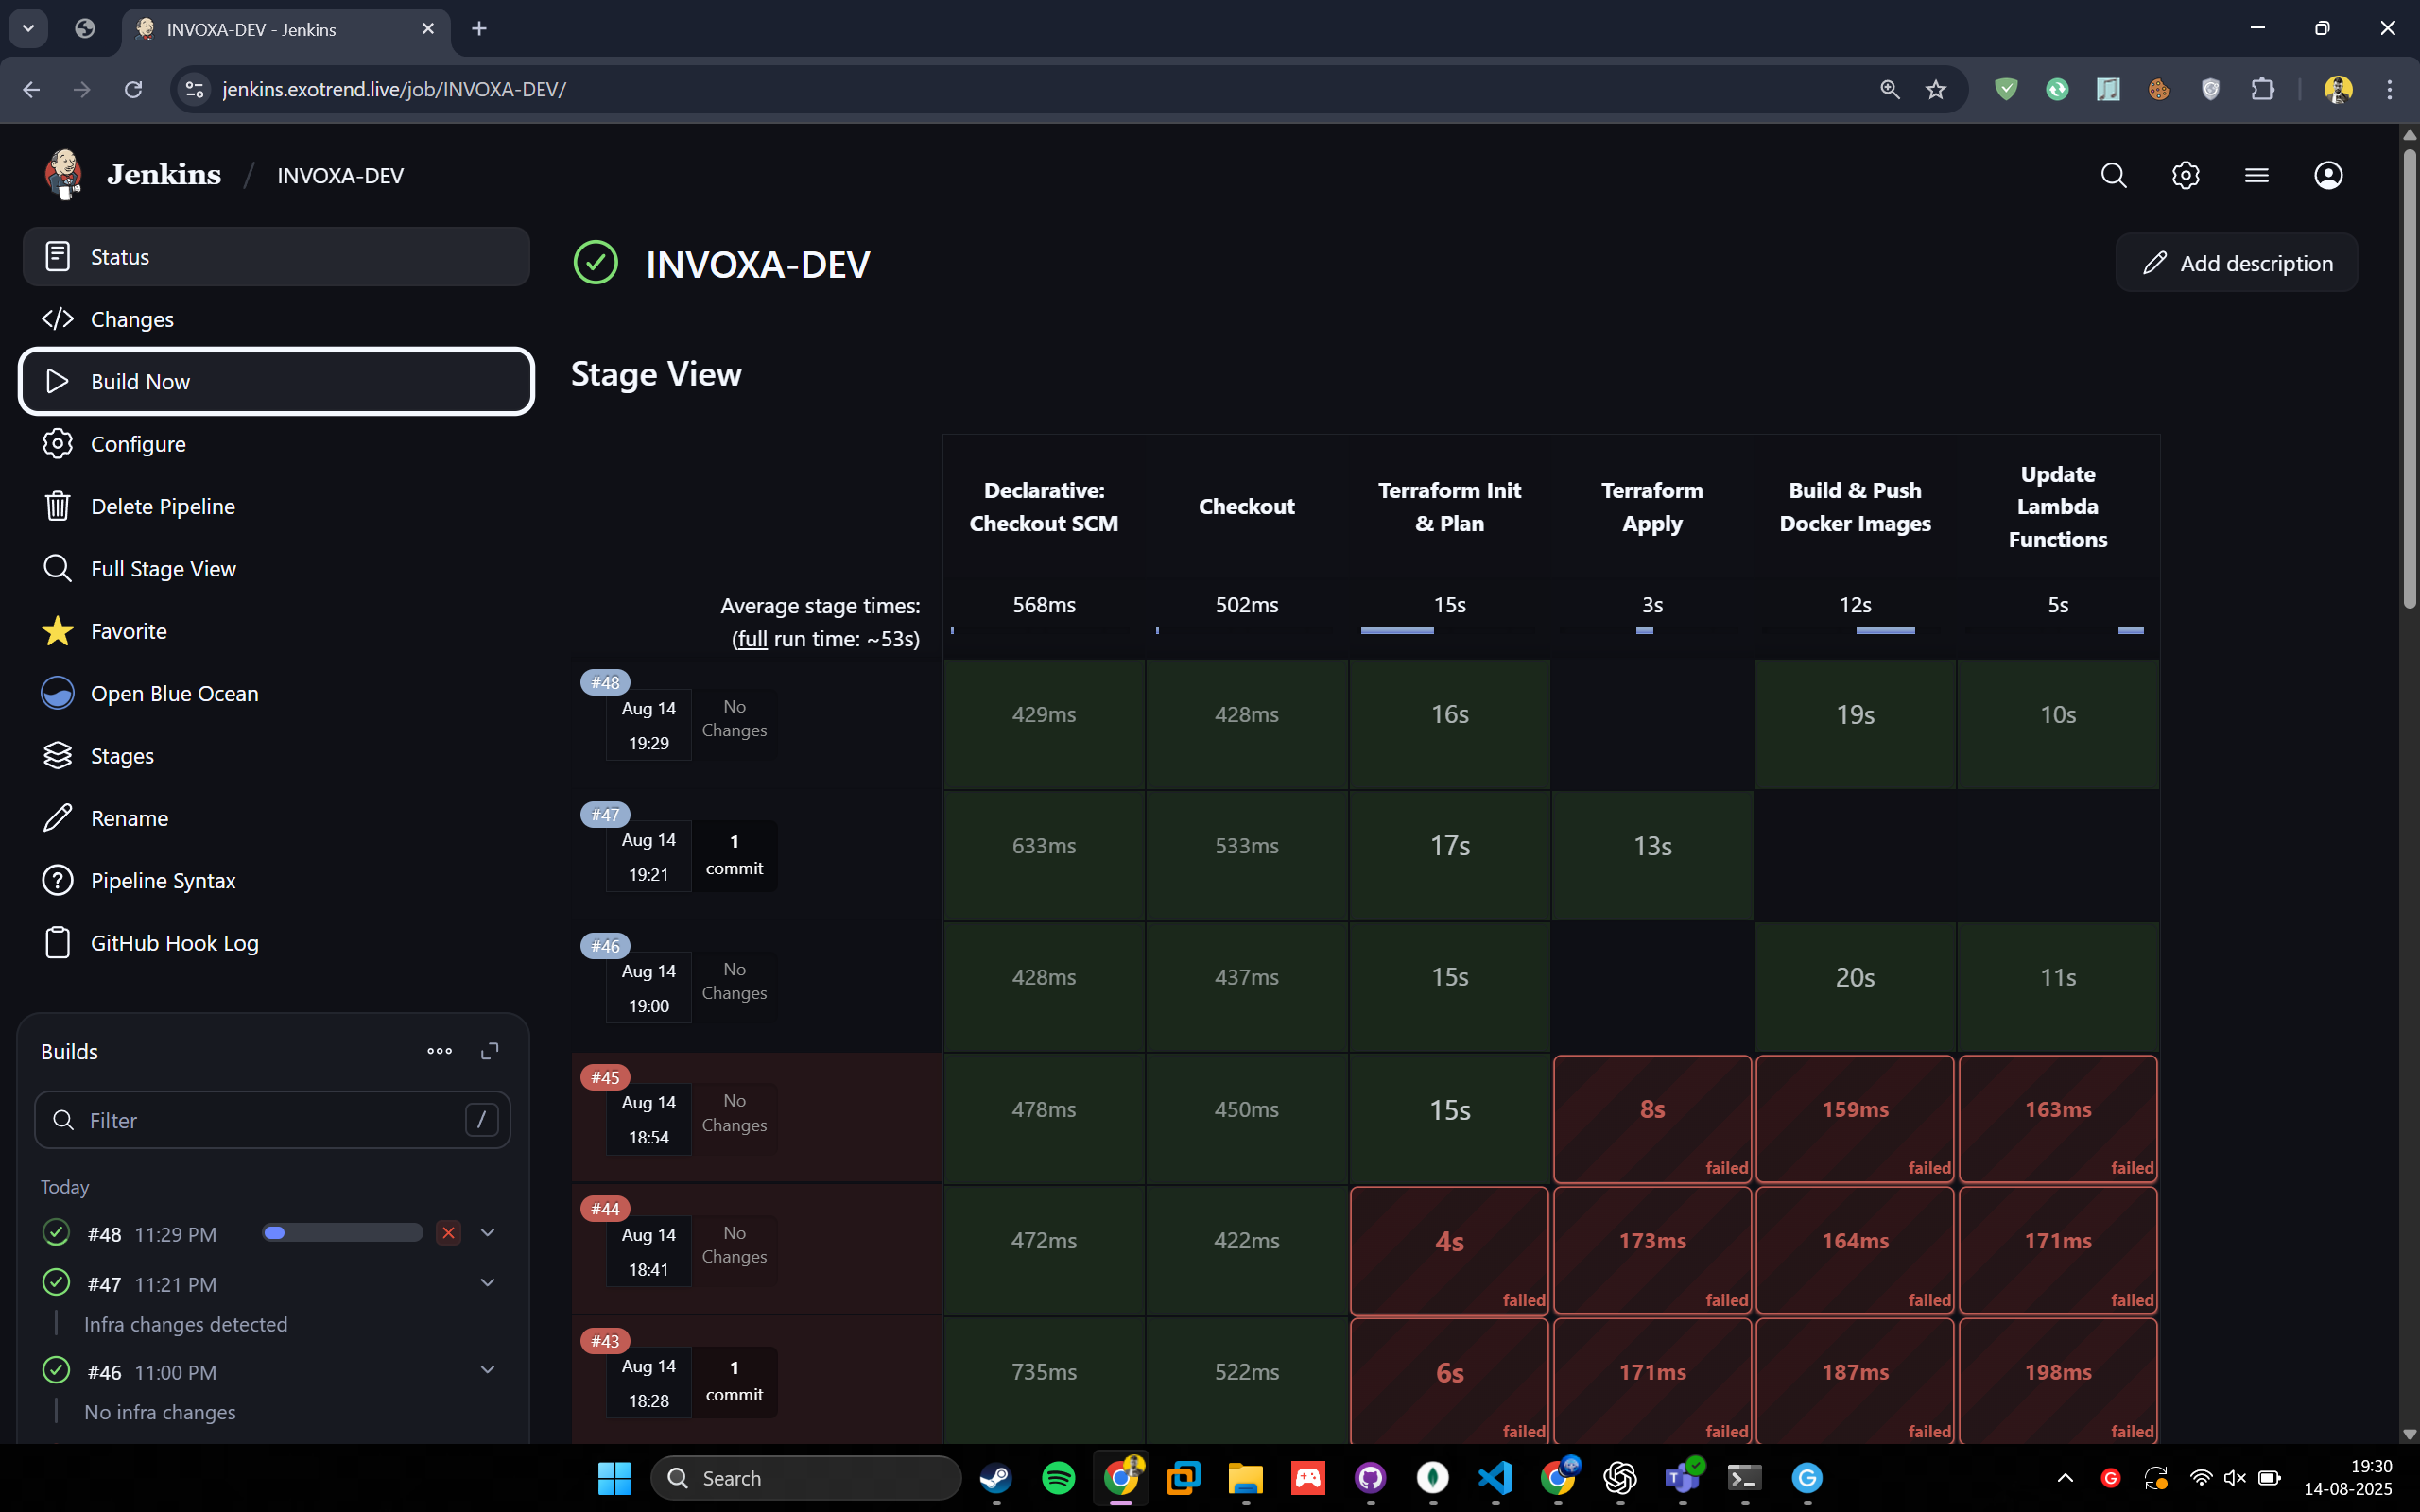 INVOXA-DEV - Jenkins
jenkins.exotrend.live/job/INVOXA-DEV/
Jenkins / INVOXA-DEV
Status
Changes
Build Now
Configure
Delete Pipeline
Full Stage View
Favorite
Open Blue Ocean
Stages
Rename
Pipeline Syntax
GitHub Hook Log
Builds
Filter /
Today
#48 11:29 PM
#47 11:21 PM
Infra changes detected
#46 11:00 PM
No infra changes
INVOXA-DEV
Add description
Stage View
Declarative:
Checkout SCM
Checkout
Terraform Init
& Plan
Terraform
Apply
Build & Push
Docker Images
Update
Lambda
Functions
Average stage times:
(full run time: ~53s)
568ms 502ms 15s 3s 12s 5s
#48
Aug 14
19:29
No
Changes
429ms 428ms 16s 19s 10s
#47
Aug 14
19:21
1
commit
633ms 533ms 17s 13s
#46
Aug 14
19:00
No
Changes
428ms 437ms 15s 20s 11s
#45
Aug 14
18:54
No
Changes
478ms 450ms 15s 8s 159ms 163ms
failed failed failed
#44
Aug 14
18:41
No
Changes
472ms 422ms 4s 173ms 164ms 171ms
failed failed failed failed
#43
Aug 14
18:28
1
commit
735ms 522ms 6s 171ms 187ms 198ms
failed failed failed failed
Search
19:30
14-08-2025